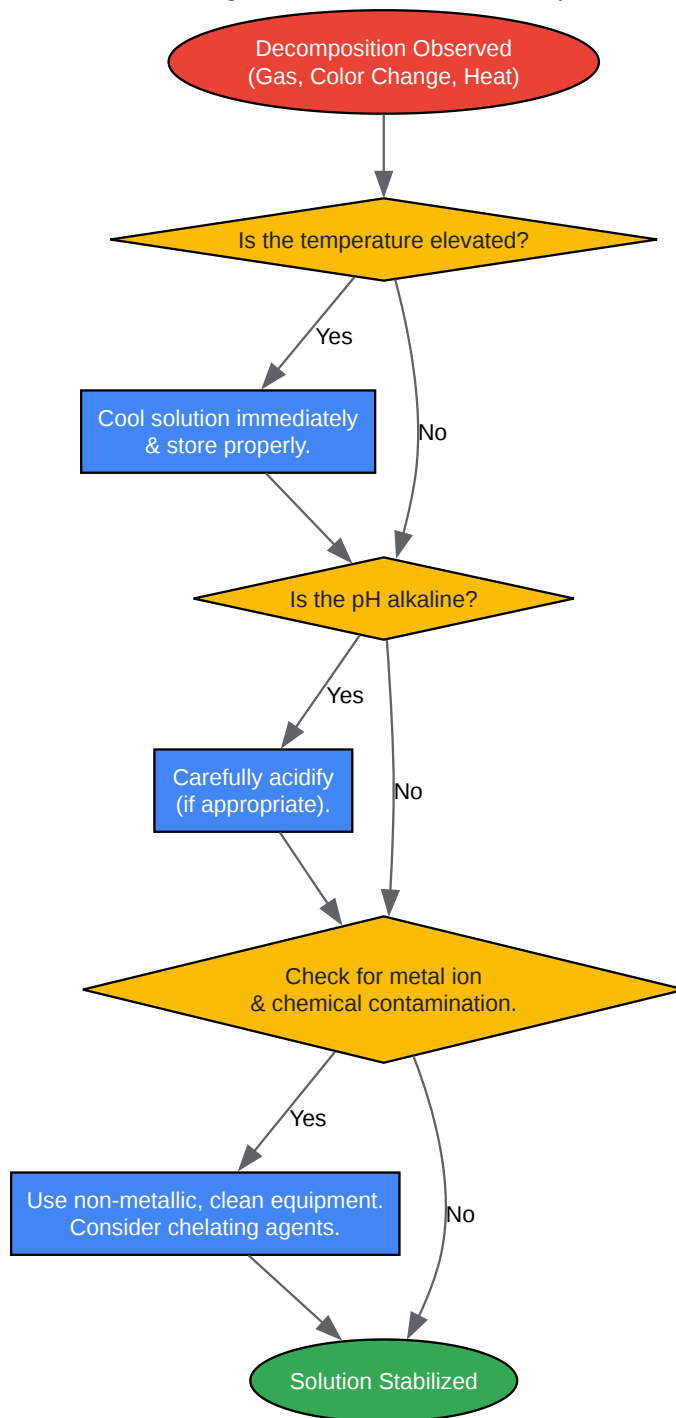 Decomposition Observed
(Gas, Color Change, Heat)
Is the temperature elevated?
Yes
Cool solution immediately
& store properly.
No
Is the pH alkaline?
Yes
Carefully acidify
(if appropriate).
No
Check for metal ion
& chemical contamination.
Yes
Use non-metallic, clean equipment.
Consider chelating agents.
No
Solution Stabilized